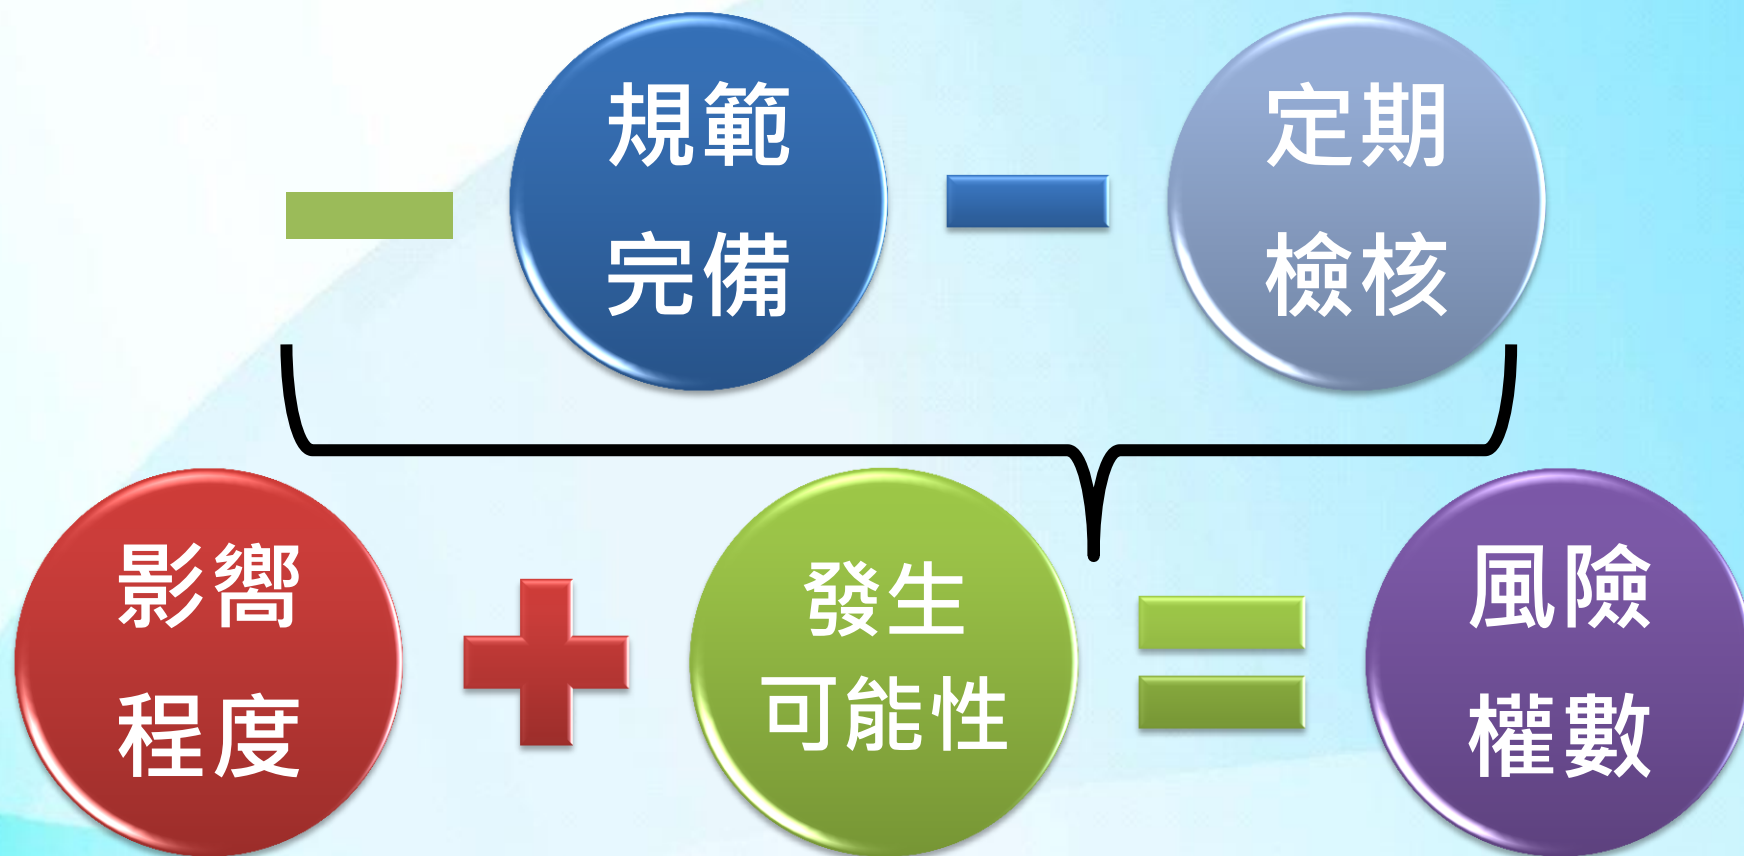 規範
完備
定期
檢核
影嚮
程度
發生
可能性
風險
權數